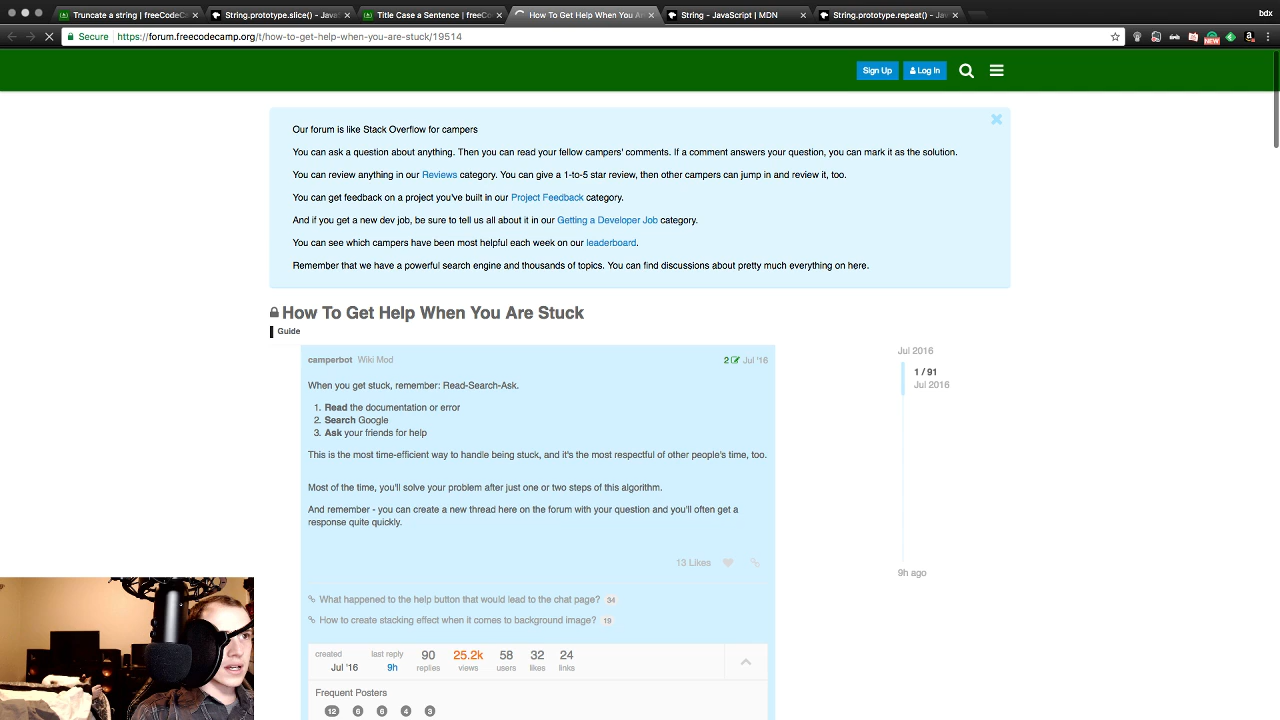 Truncate a string | freeCodeC
String.prototype.slice() - Java
Title Case a Sentence | freeCo
How To Get Help When You Ar
String - JavaScript | MDN
String.prototype.repeat() - Jav
bdx
Secure
https://forum.freecodecamp.org/t/how-to-get-help-when-you-are-stuck/19514
NEW
Sign Up
Log In
Our forum is like Stack Overflow for campers
You can ask a question about anything. Then you can read your fellow campers' comments. If a comment answers your question, you can mark it as the solution.
You can review anything in our Reviews category. You can give a 1-to-5 star review, then other campers can jump in and review it, too.
You can get feedback on a project you've built in our Project Feedback category.
And if you get a new dev job, be sure to tell us all about it in our Getting a Developer Job category.
You can see which campers have been most helpful each week on our leaderboard.
Remember that we have a powerful search engine and thousands of topics. You can find discussions about pretty much everything on here.
How To Get Help When You Are Stuck
Guide
camperbot Wiki Mod
2 Jul '16
When you get stuck, remember: Read-Search-Ask.
1. Read the documentation or error
2. Search Google
3. Ask your friends for help
This is the most time-efficient way to handle being stuck, and it's the most respectful of other people's time, too.
Most of the time, you'll solve your problem after just one or two steps of this algorithm.
And remember - you can create a new thread here on the forum with your question and you'll often get a
response quite quickly.
13 Likes
What happened to the help button that would lead to the chat page? 34
How to create stacking effect when it comes to background image? 19
created last reply 90 25.2k 58 32 24
Jul '16 9h replies views users likes links
Frequent Posters
12 6 6 4 3
Jul 2016
1 / 91
Jul 2016
9h ago